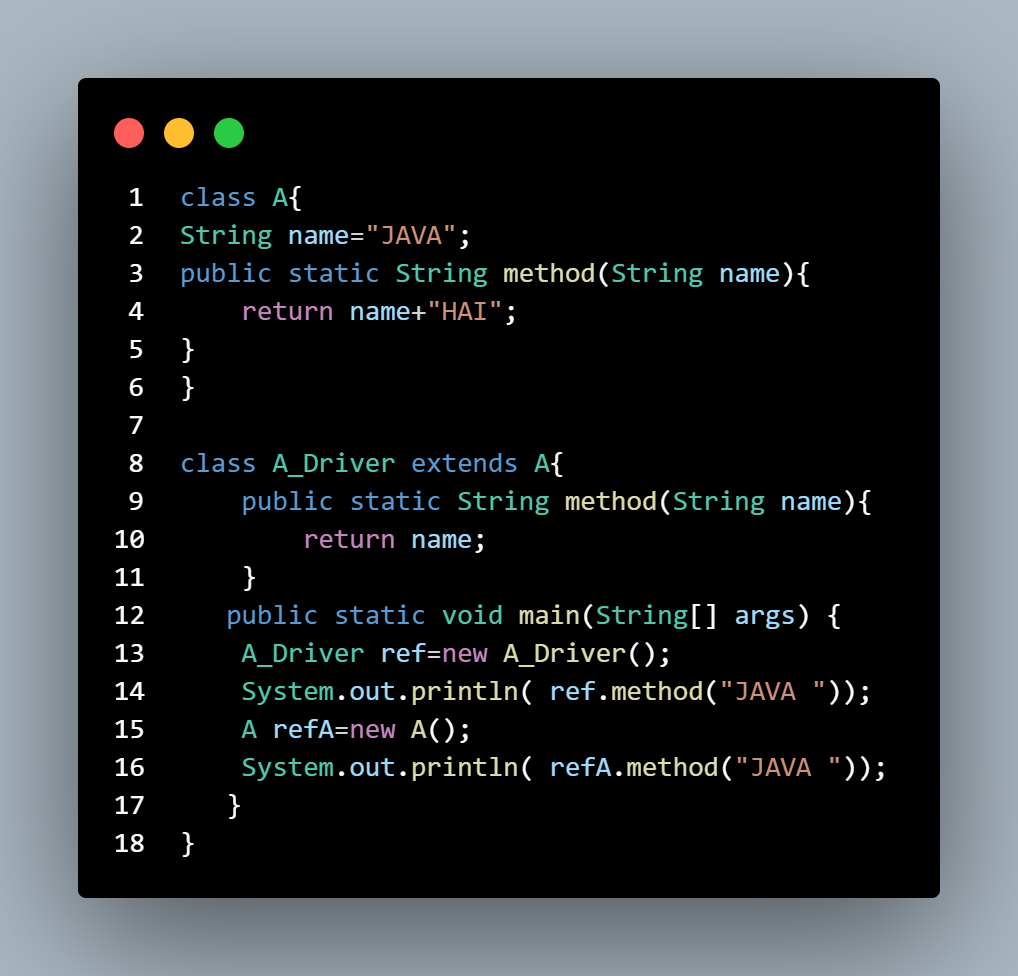 1 class A{
2 String name="JAVA";
3 public static String method(String name){
4     return name+"HAI";
5 }
6 }
7
8 class A_Driver extends A{
9     public static String method(String name){
10         return name;
11     }
12    public static void main(String[] args) {
13     A_Driver ref=new A_Driver();
14     System.out.println( ref.method("JAVA "));
15     A refA=new A();
16     System.out.println( refA.method("JAVA "));
17    }
18 }